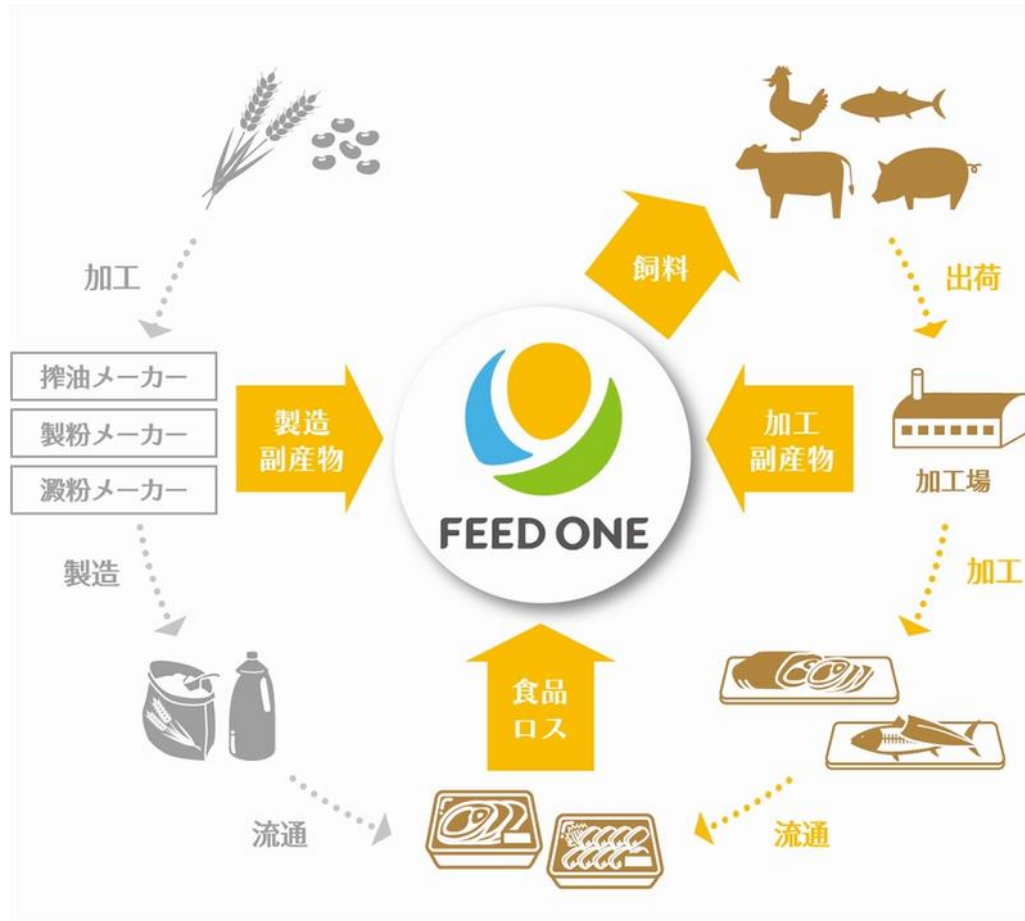 加工
搾油メーカー
製粉メーカー
澱粉メーカー
製造
流通
製造
副産物
FEED ONE
食品
ロス
飼料
加工
副産物
出荷
加工場
加工
流通